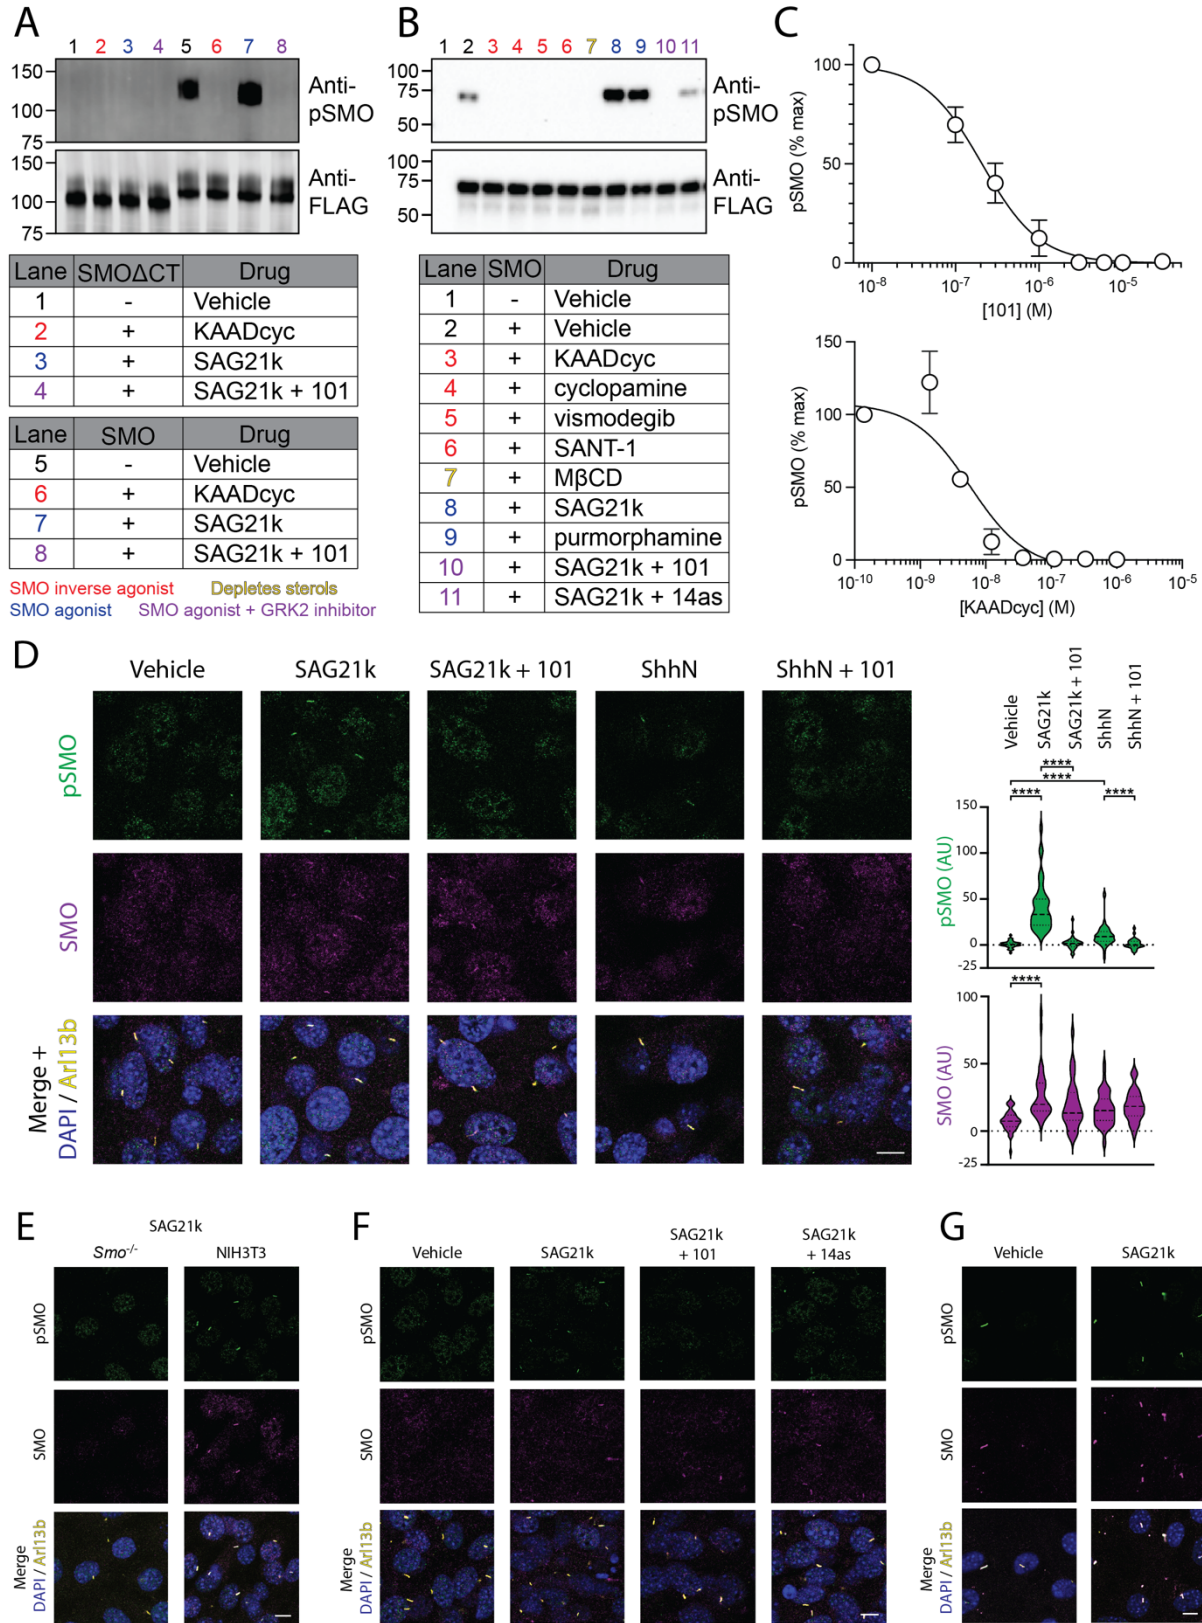 A
1 2 3 4 5 6 7 8
150
100
75
Anti-
pSMO
150
100
75
Anti-
FLAG
Lane SMOΔCT Drug
1 - Vehicle
2 + KAADcyc
3 + SAG21k
4 + SAG21k + 101
Lane SMO Drug
5 - Vehicle
6 + KAADcyc
7 + SAG21k
8 + SAG21k + 101
SMO inverse agonist Depletes sterols
SMO agonist SMO agonist + GRK2 inhibitor
B
1 2 3 4 5 6 7 8 9 10 11
100
75
50
Anti-
pSMO
100
75
50
Anti-
FLAG
Lane SMO Drug
1 - Vehicle
2 + Vehicle
3 + KAADcyc
4 + cyclopamine
5 + vismodegib
6 + SANT-1
7 + MβCD
8 + SAG21k
9 + purmorphamine
10 + SAG21k + 101
11 + SAG21k + 14as
C
pSMO (% max)
100
50
0
10⁻⁸ 10⁻⁷ 10⁻⁶ 10⁻⁵
[101] (M)
pSMO (% max)
150
100
50
0
10⁻¹⁰ 10⁻⁹ 10⁻⁸ 10⁻⁷ 10⁻⁶ 10⁻⁵
[KAADcyc] (M)
D
Vehicle SAG21k SAG21k + 101 ShhN ShhN + 101
pSMO
SMO
Merge +
DAPI / Arl13b
Vehicle
SAG21k
SAG21k + 101
ShhN
ShhN + 101
****
****
**** ****
pSMO (AU)
150
100
50
0
-25
****
SMO (AU)
100
50
0
-25
E
SAG21k
Smo⁻/⁻ NIH3T3
pSMO
SMO
Merge
DAPI / Arl13b
F
Vehicle SAG21k SAG21k + 101 SAG21k + 14as
pSMO
SMO
Merge
DAPI / Arl13b
G
Vehicle SAG21k
pSMO
SMO
Merge
DAPI / Arl13b